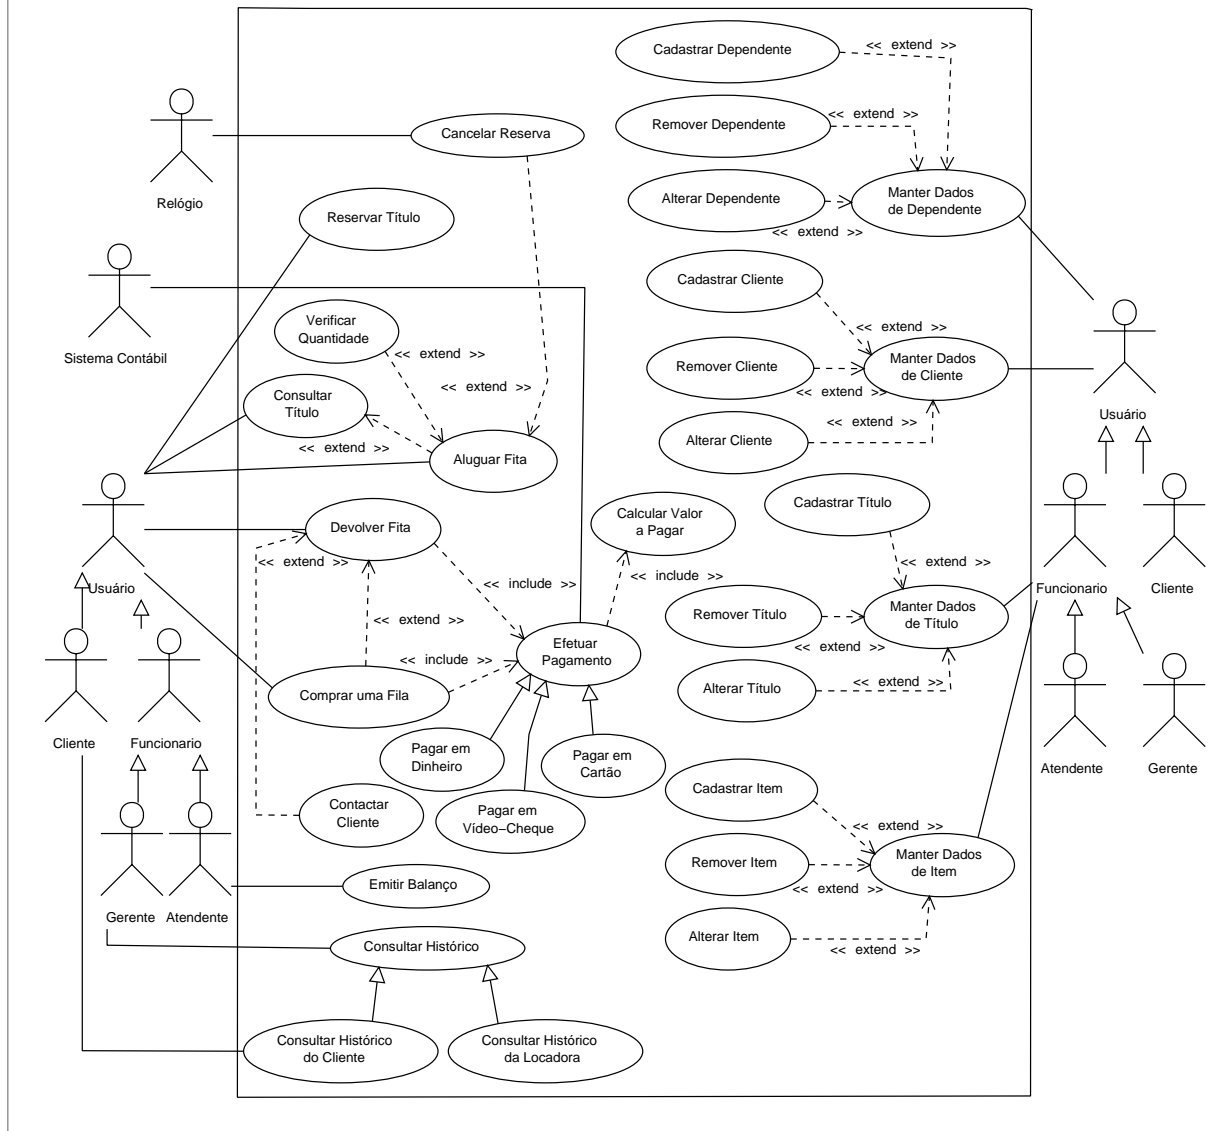 Cadastrar Dependente
<< extend >>
Cancelar Reserva
Remover Dependente
<< extend >>
Relógio
Reservar Título
Alterar Dependente
<< extend >>
Manter Dados
de Dependente
Sistema Contábil
Verificar
Quantidade
<< extend >>
Cadastrar Cliente
<< extend >>
Consultar
Título
<< extend >>
<< extend >>
Remover Cliente
<< extend >>
Manter Dados
de Cliente
Usuário
Aluguar Fita
Alterar Cliente
<< extend >>
Usuário
Devolver Fita
<< extend >>
Calcular Valor
a Pagar
Cadastrar Título
<< extend >>
Funcionario
Cliente
<< include >>
<< include >>
<< extend >>
Remover Título
<< extend >>
Manter Dados
de Título
<< include >>
Efetuar
Pagamento
Comprar uma Fila
Alterar Título
<< extend >>
Cliente
Funcionario
Pagar em
Dinheiro
Pagar em
Cartão
Atendente
Gerente
Contactar
Cliente
Pagar em
Vídeo−Cheque
Cadastrar Item
<< extend >>
Remover Item
<< extend >>
Manter Dados
de Item
Gerente
Atendente
Emitir Balanço
Consultar Histórico
Alterar Item
<< extend >>
Consultar Histórico
do Cliente
Consultar Histórico
da Locadora